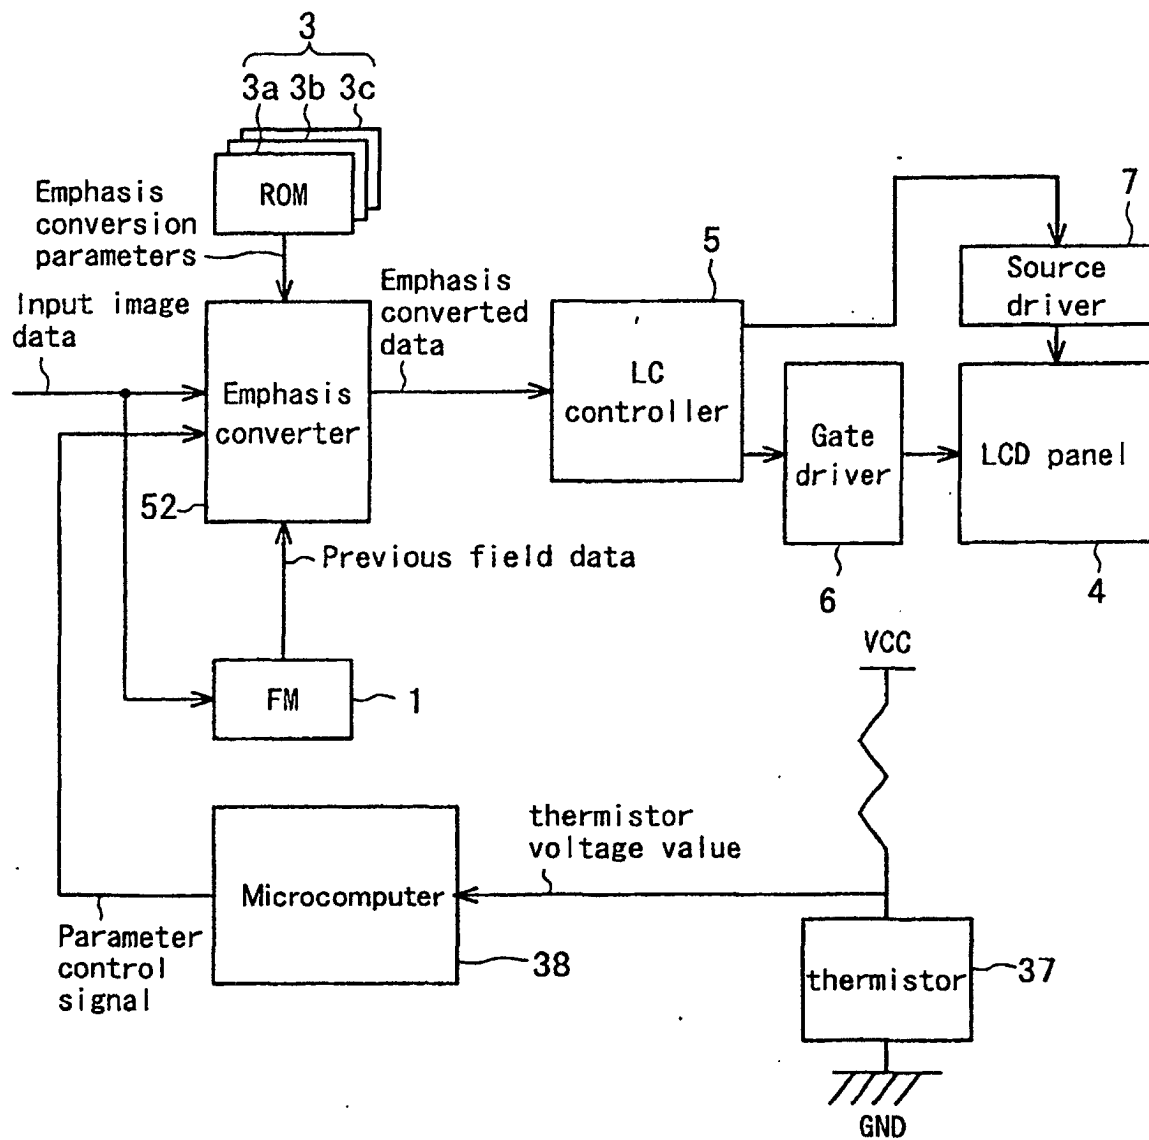 3
3a 3b 3c
ROM
Emphasis
conversion
parameters
Input image
data
Emphasis
converted
data
5
7
Source
driver
Emphasis
converter
LC
controller
Gate
driver
LCD panel
52
Previous field data
6
4
FM
1
VCC
thermistor
voltage value
Microcomputer
Parameter
control
signal
38
thermistor
37
GND